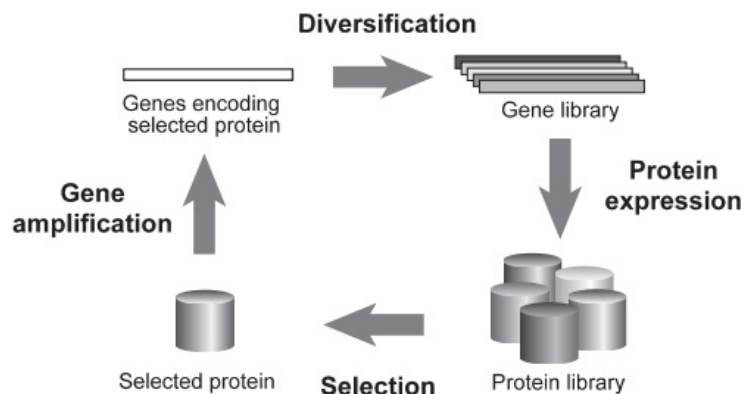 Diversification
Genes encoding
selected protein
Gene library
Gene
amplification
Protein
expression
Selected protein
Selection
Protein library